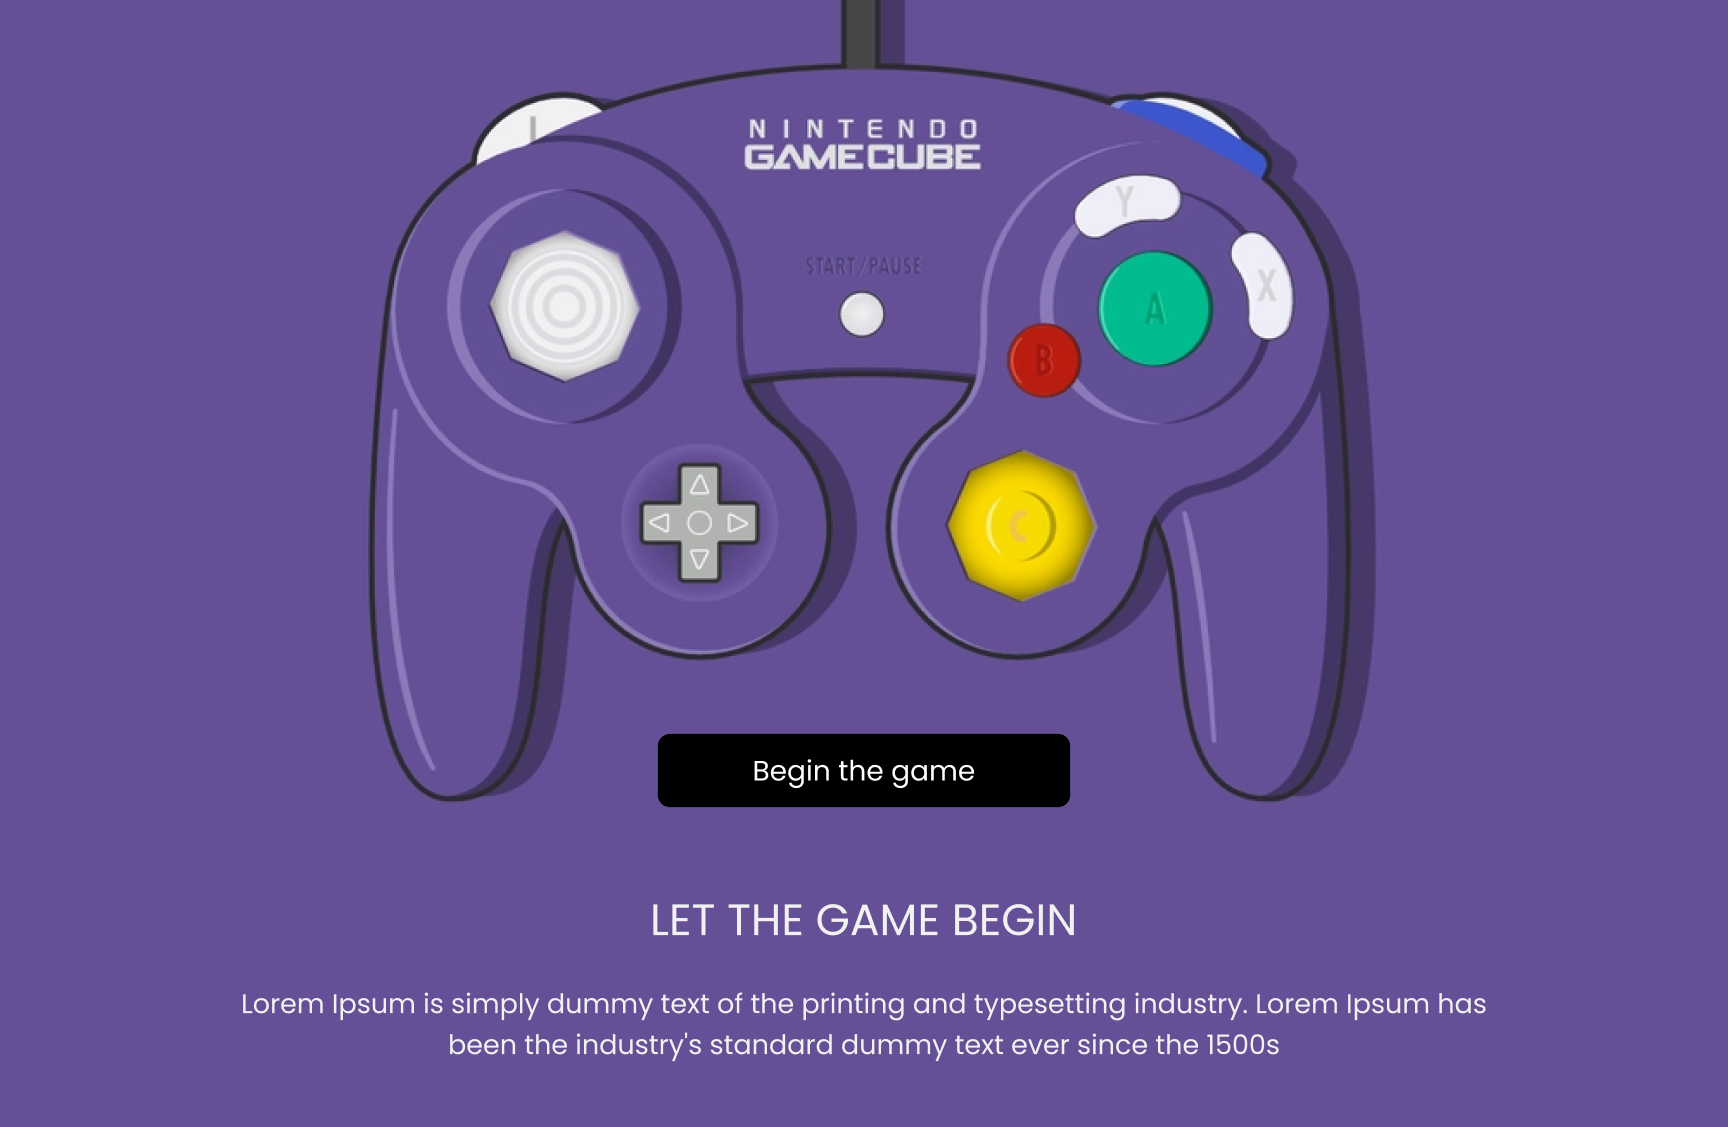 L
NINTENDO
GAMECUBE
Y
START/PAUSE
X
A
B
C
Begin the game
LET THE GAME BEGIN
Lorem Ipsum is simply dummy text of the printing and typesetting industry. Lorem Ipsum has
been the industry's standard dummy text ever since the 1500s